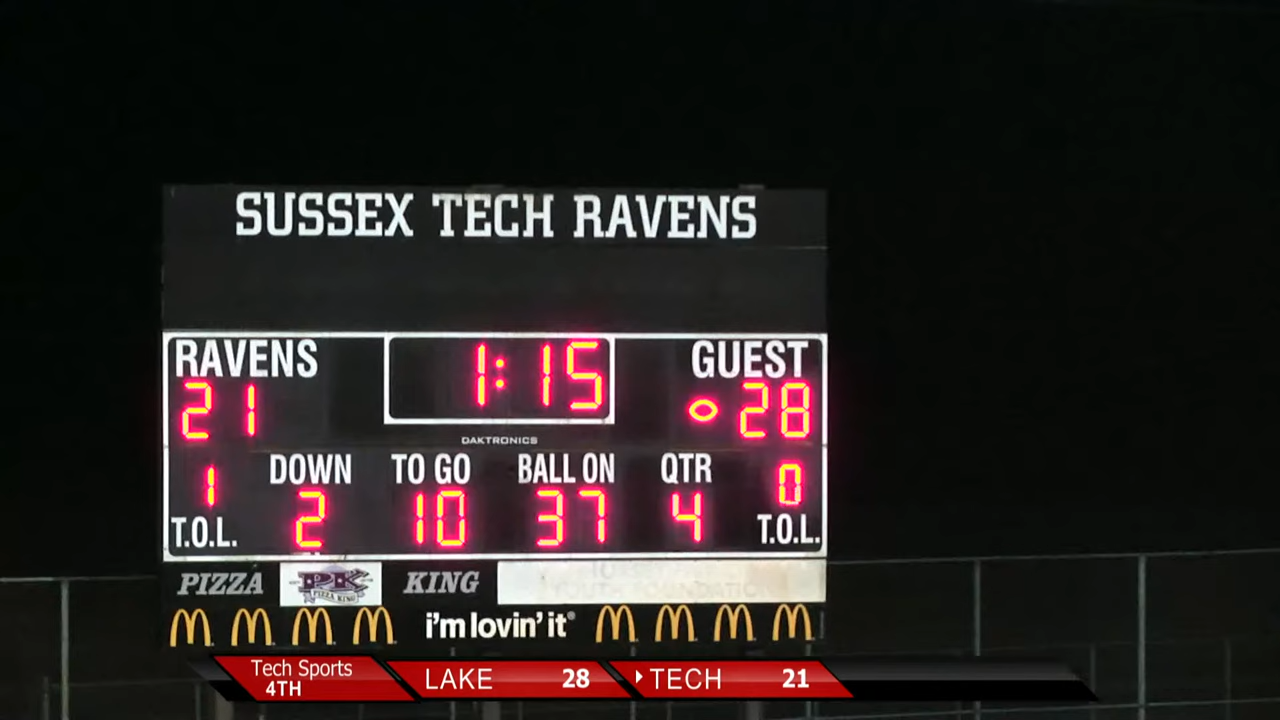 SUSSEX TECH RAVENS
RAVENS 1:15 GUEST
21 28
DAKTRONICS
DOWN TO GO BALL ON QTR
1 2 10 37 4 0
T.O.L. T.O.L.
PIZZA PK KING
PIZZA KING
YOUTH FOUNDATION
i'm lovin' it®
Tech Sports
4TH
LAKE 28 TECH 21